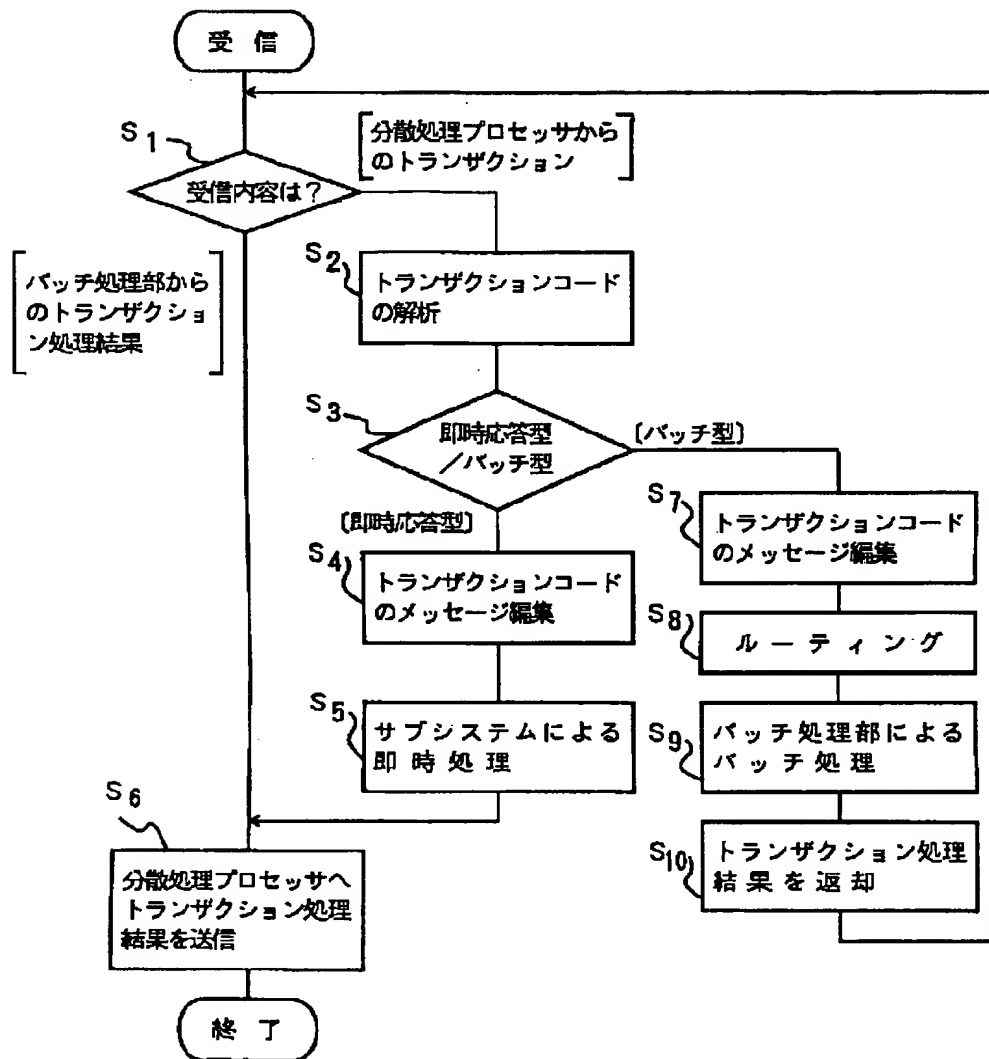 受信
S1
受信内容は？
[分散処理プロセッサから
のトランザクション]
[バッチ処理部から
のトランザクショ
ン処理結果]
S2
トランザクションコード
の解析
S3
即時応答型
／バッチ型
[バッチ型]
[即時応答型]
S4
トランザクションコード
のメッセージ編集
S5
サブシステムによる
即時処理
S6
分散処理プロセッサへ
トランザクション処理
結果を送信
終了
S7
トランザクションコード
のメッセージ編集
S8
ルーティング
S9
バッチ処理部による
バッチ処理
S10
トランザクション処理
結果を返却